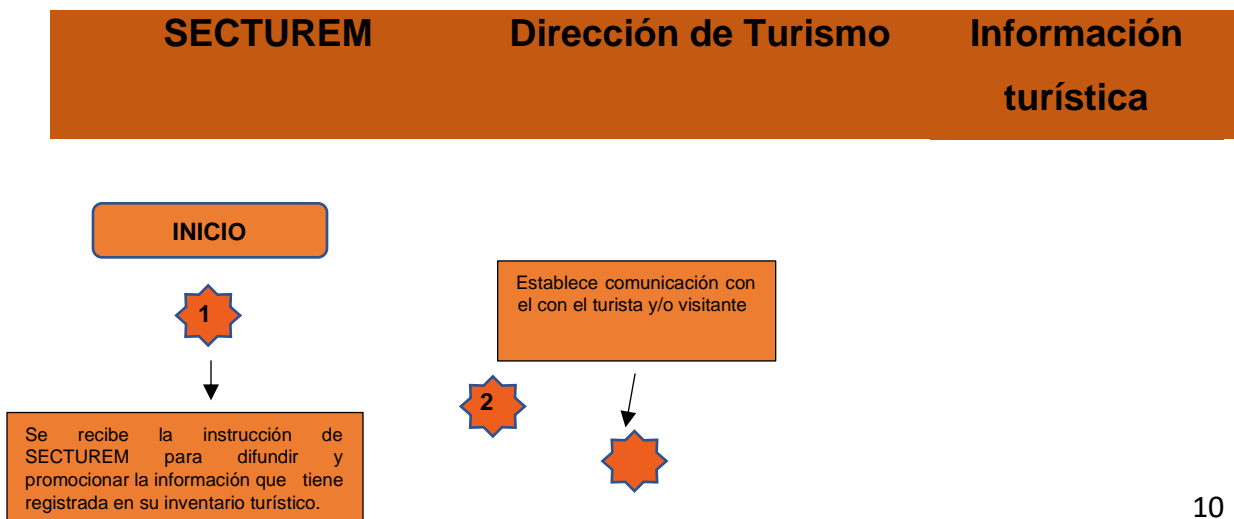 SECTUREM Dirección de Turismo Información
turística
INICIO
1
Se recibe la instrucción de
SECTUREM para difundir y
promocionar la información que tiene
registrada en su inventario turístico.
Establece comunicación con
el con el turista y/o visitante
2
10